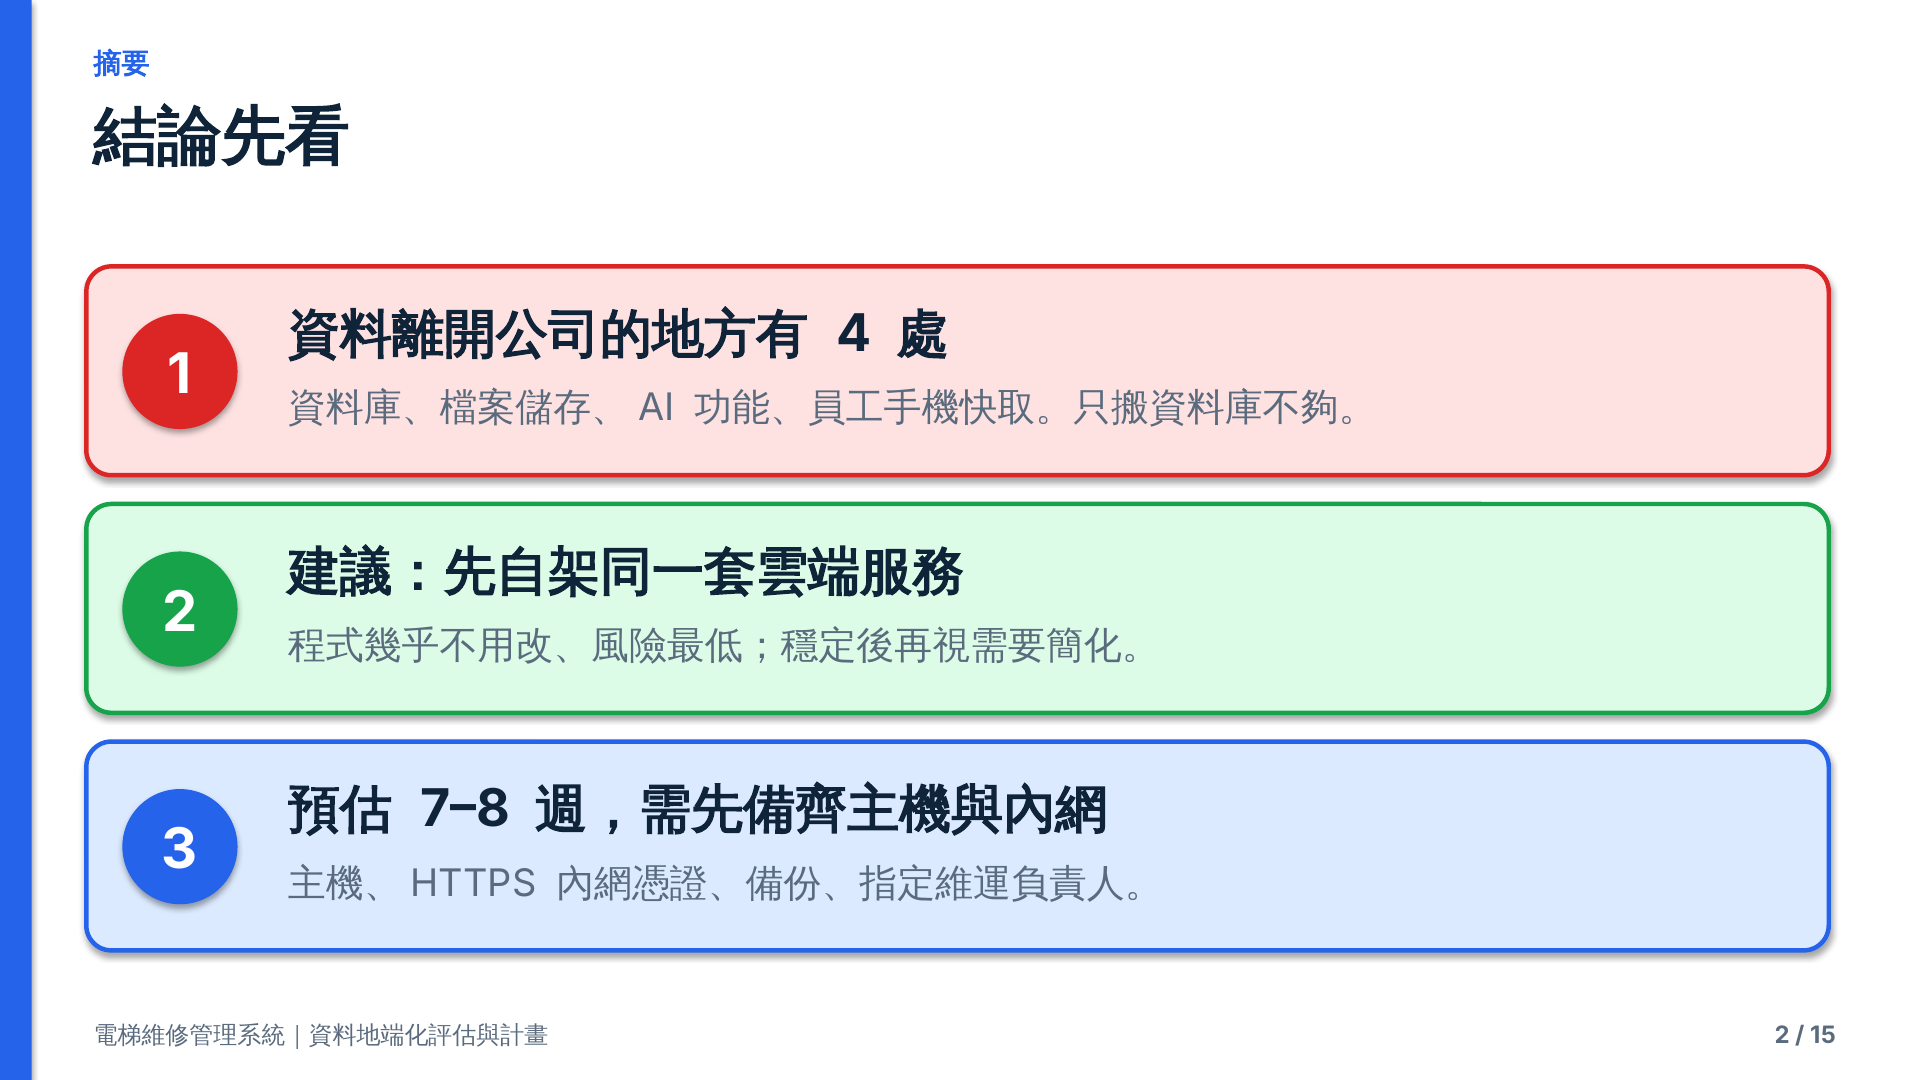 摘要
結論先看
1
資料離開公司的地方有 4 處
資料庫、檔案儲存、 AI 功能、員工手機快取。只搬資料庫不夠。
2
建議：先自架同一套雲端服務
程式幾乎不用改、風險最低；穩定後再視需要簡化。
3
預估 7–8 週，需先備齊主機與內網
主機、 HTTPS 內網憑證、備份、指定維運負責人。
電梯維修管理系統｜資料地端化評估與計畫
2 / 15